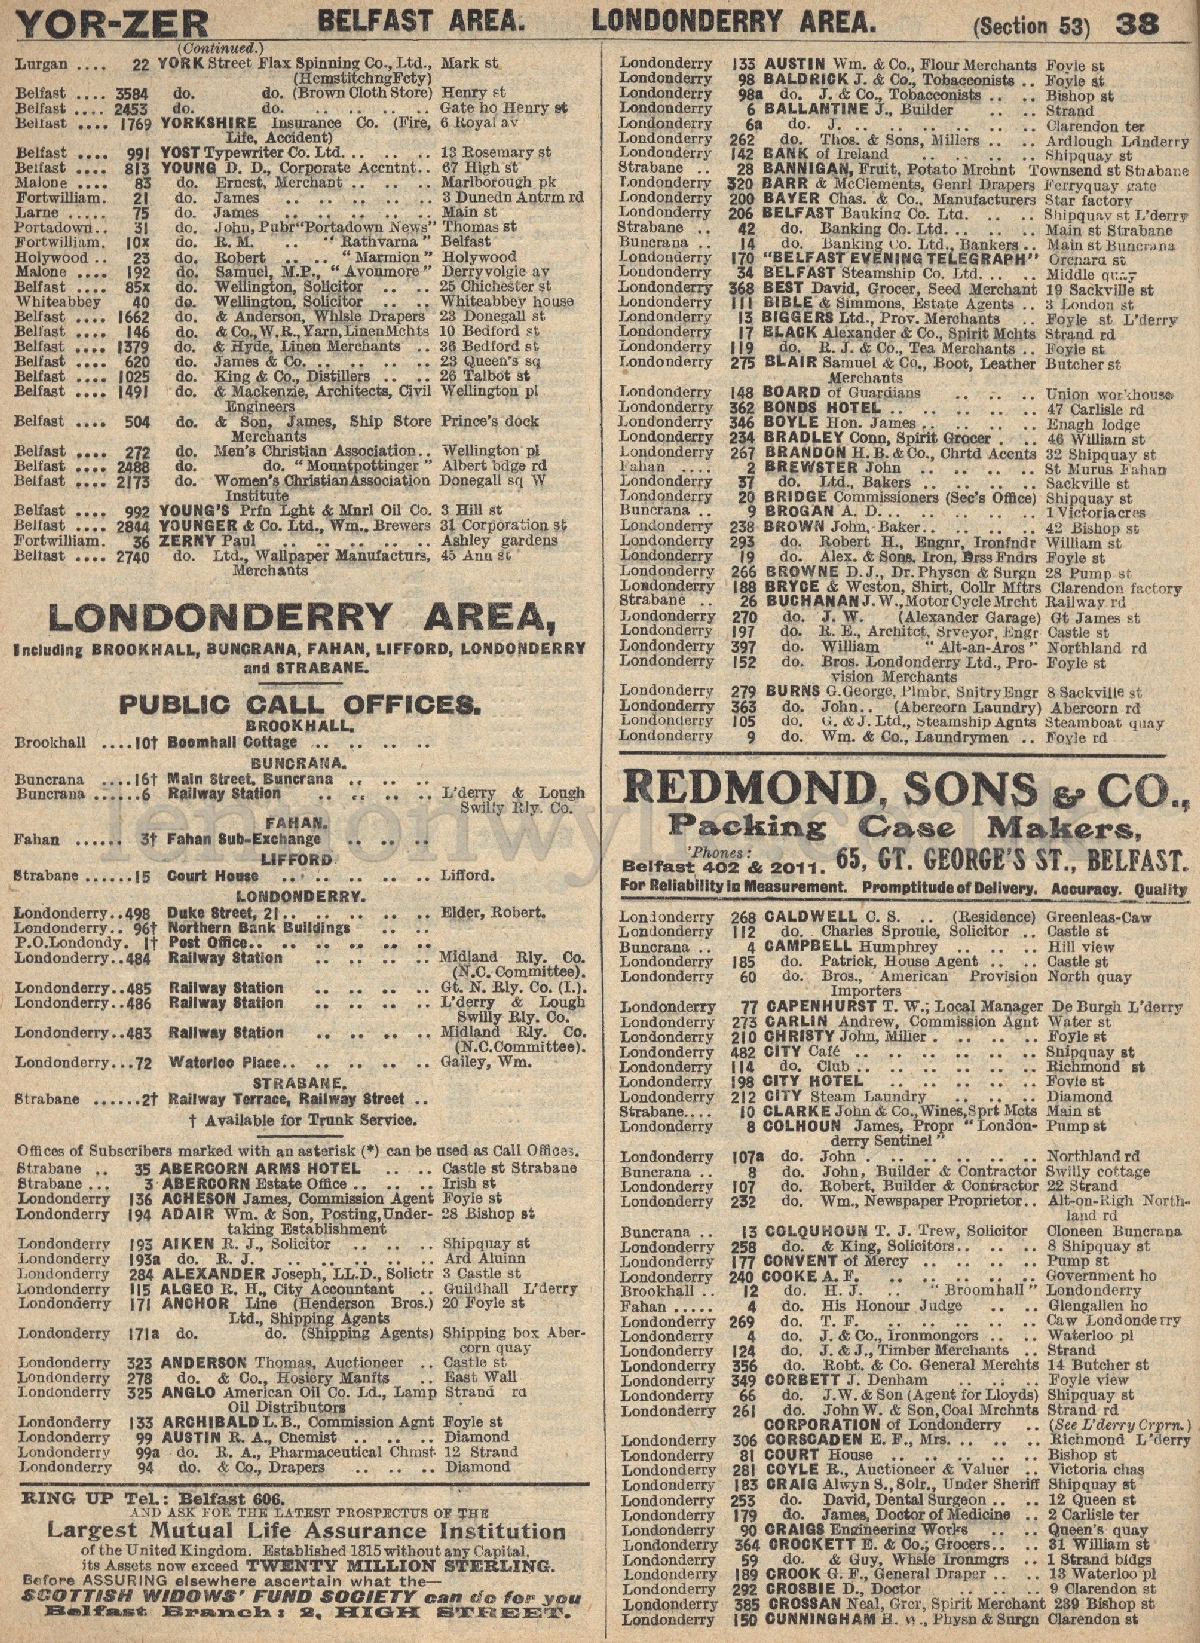 YOR-ZER BELFAST AREA. LONDONDERRY AREA. (Section 53) 38
(Continued.)
Lurgan .... 22 YORK Street Flax Spinning Co., Ltd., Mark st
(HemstitchngFcty)
Belfast .... 3584 do. do. (Brown Cloth Store) Henry st
Belfast .... 2453 do. do. .. .. .. .. Gate ho Henry st
Belfast .... 1769 YORKSHIRE Insurance Co. (Fire, 6 Royal av
Life, Accident)
Belfast .... 991 YOST Typewriter Co. Ltd. .. .. .. 13 Rosemary st
Belfast .... 813 YOUNG D. D., Corporate Accntnt.. 67 High st
Malone .... 83 do. Ernest, Merchant .. .. .. Marlborough pk
Fortwilliam. 21 do. James .. .. .. .. .. 3 Dunedn Antrm rd
Larne ..... 75 do. James .. .. .. .. .. Main st
Portadown.. 31 do. John, Pubr"Portadown News" Thomas st
Fortwilliam. 10x do. R. M. .. " Rathvarna " Belfast
Holywood .. 23 do. Robert .. .. " Marmion " Holywood
Malone .... 192 do. Samuel, M.P., " Avonmore " Derryvolgie av
Belfast .... 85x do. Wellington, Solicitor .. .. 25 Chichester st
Whiteabbey 40 do. Wellington, Solicitor .. .. Whiteabbey house
Belfast .... 1662 do. & Anderson, Whlsle Drapers 23 Donegall st
Belfast .... 146 do. & Co., W.R., Yarn, Linen Mchts 10 Bedford st
Belfast .... 1379 do. & Hyde, Linen Merchants .. 36 Bedford st
Belfast .... 620 do. James & Co. .. .. .. .. 23 Queen's sq
Belfast .... 1025 do. King & Co., Distillers .. .. 26 Talbot st
Belfast .... 1491 do. & Mackenzie, Architects, Civil Wellington pl
Engineers
Belfast .... 504 do. & Son, James, Ship Store Prince's dock
Merchants
Belfast .... 272 do. Men's Christian Association.. Wellington pl
Belfast .... 2488 do. do. " Mountpottinger " Albert bdge rd
Belfast .... 2173 do. Women's Christian Association Donegall sq W
Institute
Belfast .... 992 YOUNG'S Prfn Lght & Mnrl Oil Co. 3 Hill st
Belfast .... 2844 YOUNGER & Co. Ltd., Wm., Brewers 31 Corporation st
Fortwilliam. 36 ZERNY Paul .. .. .. .. .. Ashley gardens
Belfast .... 2740 do. Ltd., Wallpaper Manufacturs, 45 Ann st
Merchants
LONDONDERRY AREA,
Including BROOKHALL, BUNCRANA, FAHAN, LIFFORD, LONDONDERRY
and STRABANE.
PUBLIC CALL OFFICES.
BROOKHALL.
Brookhall ....10† Boomhall Cottage .. .. .. ..
BUNCRANA.
Buncrana ....16† Main Street, Buncrana .. .. ..
Buncrana ......6 Railway Station .. .. .. .. L'derry & Lough
Swilly Rly. Co.
FAHAN.
Fahan ...... 3† Fahan Sub-Exchange .. .. ..
LIFFORD.
Strabane ......15 Court House .. .. .. .. .. Lifford.
LONDONDERRY.
Londonderry..498 Duke Street, 21.. .. .. .. .. Elder, Robert.
Londonderry.. 96† Northern Bank Buildings .. ..
P.O.Londondy. 1† Post Office.. .. .. .. .. ..
Londonderry..484 Railway Station .. .. .. .. Midland Rly. Co.
(N.C.Committee).
Londonderry..485 Railway Station .. .. .. .. Gt. N. Rly. Co. (I.).
Londonderry..486 Railway Station .. .. .. .. L'derry & Lough
Swilly Rly. Co.
Londonderry..483 Railway Station .. .. .. .. Midland Rly. Co.
(N.C.Committee).
Londonderry...72 Waterloo Place.. .. .. .. .. Gailey, Wm.
STRABANE.
Strabane ......2† Railway Terrace, Railway Street ..
† Available for Trunk Service.
Offices of Subscribers marked with an asterisk (*) can be used as Call Offices.
Strabane .. 35 ABERCORN ARMS HOTEL .. .. Castle st Strabane
Strabane ... 3 ABERCORN Estate Office .. .. .. Irish st
Londonderry 136 ACHESON James, Commission Agent Foyle st
Londonderry 194 ADAIR Wm. & Son, Posting, Under- 28 Bishop st
taking Establishment
Londonderry 193 AIKEN R. J., Solicitor .. .. .. Shipquay st
Londonderry 193a do. R. J. .. .. .. .. .. Ard Aluinn
Londonderry 284 ALEXANDER Joseph, LL.D., Solictr 3 Castle st
Londonderry 115 ALGEO R. H., City Accountant .. Guildhall L'derry
Londonderry 171 ANCHOR Line (Henderson Bros.) 20 Foyle st
Ltd., Shipping Agents
Londonderry 171a do. do. (Shipping Agents) Shipping box Aber-
corn quay
Londonderry 323 ANDERSON Thomas, Auctioneer .. Castle st
Londonderry 278 do. & Co., Hosiery Manfts .. East Wall
Londonderry 325 ANGLO American Oil Co. Ld., Lamp Strand rd
Oil Distributors
Londonderry 133 ARCHIBALD L. B., Commission Agnt Foyle st
Londonderry 99 AUSTIN R. A., Chemist .. .. .. Diamond
Londonderry 99a do. R. A., Pharmaceutical Chmst 12 Strand
Londonderry 94 do. & Co., Drapers .. .. .. Diamond
RING UP Tel.: Belfast 606.
AND ASK FOR THE LATEST PROSPECTUS OF THE
Largest Mutual Life Assurance Institution
of the United Kingdom. Established 1815 without any Capital,
its Assets now exceed TWENTY MILLION STERLING.
Before ASSURING elsewhere ascertain what the—
SCOTTISH WIDOWS' FUND SOCIETY can do for you
Belfast Branch: 2, HIGH STREET.
Londonderry 133 AUSTIN Wm. & Co., Flour Merchants Foyle st
Londonderry 98 BALDRICK J. & Co., Tobacconists .. Foyle st
Londonderry 98a do. J. & Co., Tobacconists .. .. Bishop st
Londonderry 6 BALLANTINE J., Builder .. .. Strand
Londonderry 6a do. J. .. .. .. .. .. .. Clarendon ter
Londonderry 262 do. Thos. & Sons, Millers .. .. Ardlough Ldnderry
Londonderry 142 BANK of Ireland .. .. .. .. Shipquay st
Strabane .. 28 BANNIGAN, Fruit, Potato Mrchnt Townsend st Strabane
Londonderry 320 BARR & McClements, Genrl Drapers Ferryquay gate
Londonderry 200 BAYER Chas. & Co., Manufacturers Star factory
Londonderry 206 BELFAST Banking Co. Ltd. .. .. Shipquay st L'derry
Strabane .. 42 do. Banking Co. Ltd. .. .. .. Main st Strabane
Buncrana .. 14 do. Banking Co. Ltd., Bankers .. Main st Buncrana
Londonderry 170 "BELFAST EVENING TELEGRAPH" Orchard st
Londonderry 34 BELFAST Steamship Co. Ltd. .. .. Middle quay
Londonderry 368 BEST David, Grocer, Seed Merchant 19 Sackville st
Londonderry 111 BIBLE & Simmons, Estate Agents .. 3 London st
Londonderry 13 BIGGERS Ltd., Prov. Merchants .. Foyle st L'derry
Londonderry 17 BLACK Alexander & Co., Spirit Mchts Strand rd
Londonderry 119 do. R. J. & Co., Tea Merchants .. Foyle st
Londonderry 275 BLAIR Samuel & Co., Boot, Leather Butcher st
Merchants
Londonderry 148 BOARD of Guardians .. .. .. Union workhouse
Londonderry 362 BONDS HOTEL .. .. .. .. .. 47 Carlisle rd
Londonderry 346 BOYLE Hon. James .. .. .. .. Enagh lodge
Londonderry 234 BRADLEY Conn, Spirit Grocer . .. 46 William st
Londonderry 267 BRANDON H. B. & Co., Chrtd Accnts 32 Shipquay st
Fahan .... 2 BREWSTER John .. .. .. .. St Murus Fahan
Londonderry 37 do. Ltd., Bakers .. .. .. .. Sackville st
Londonderry 20 BRIDGE Commissioners (Sec's Office) Shipquay st
Buncrana .. 9 BROGAN A. D. .. .. .. .. .. 1 Victoria cres
Londonderry 238 BROWN John, Baker .. .. .. .. 42 Bishop st
Londonderry 293 do. Robert H., Engnr, Ironfndr William st
Londonderry 19 do. Alex. & Sons, Iron, Brss Fndrs Foyle st
Londonderry 266 BROWNE D. J., Dr. Physcn & Surgn 28 Pump st
Londonderry 188 BRYCE & Weston, Shirt, Collr Mftrs Clarendon factory
Strabane .. 26 BUCHANAN J. W., Motor Cycle Mrcht Railway rd
Londonderry 270 do. J. W. (Alexander Garage) Gt James st
Londonderry 197 do. R. E., Architct, Srveyor, Engr Castle st
Londonderry 397 do. William " Alt-an-Aros " Northland rd
Londonderry 152 do. Bros. Londonderry Ltd., Pro- Foyle st
vision Merchants
Londonderry 279 BURNS G. George, Plmbr, Snitry Engr 8 Sackville st
Londonderry 363 do. John.. (Abercorn Laundry) Abercorn rd
Londonderry 105 do. G. & J. Ltd., Steamship Agnts Steamboat quay
Londonderry 9 do. Wm. & Co., Laundrymen .. Foyle rd
REDMOND, SONS & CO.,
Packing Case Makers,
'Phones:
Belfast 402 & 2011. 65, GT. GEORGE'S ST., BELFAST.
For Reliability in Measurement. Promptitude of Delivery. Accuracy. Quality
Londonderry 268 CALDWELL C. S. .. (Residence) Greenleas-Caw
Londonderry 112 do. Charles Sproule, Solicitor .. Castle st
Buncrana .. 4 CAMPBELL Humphrey .. .. .. Hill view
Londonderry 185 do. Patrick, House Agent .. .. Castle st
Londonderry 60 do. Bros., American Provision North quay
Importers
Londonderry 77 CAPENHURST T. W.; Local Manager De Burgh L'derry
Londonderry 273 CARLIN Andrew, Commission Agnt Water st
Londonderry 210 CHRISTY John, Miller . .. .. .. Foyle st
Londonderry 482 CITY Café .. .. .. .. .. .. Shipquay st
Londonderry 114 do. Club .. .. .. .. .. .. Richmond st
Londonderry 198 CITY HOTEL .. .. .. .. .. Foyle st
Londonderry 212 CITY Steam Laundry .. .. .. Diamond
Strabane.... 10 CLARKE John & Co., Wines, Sprt Mcts Main st
Londonderry 8 COLHOUN James, Propr " London- Pump st
derry Sentinel "
Londonderry 107a do. John . .. .. .. .. .. Northland rd
Buncrana .. 8 do. John, Builder & Contractor Swilly cottage
Londonderry 107 do. Robert, Builder & Contractor 22 Strand
Londonderry 232 do. Wm., Newspaper Proprietor .. Alt-on-Righ North-
land rd
Buncrana .. 13 COLQUHOUN T. J. Trew, Solicitor Cloneen Buncrana
Londonderry 258 do. & King, Solicitors .. .. .. 8 Shipquay st
Londonderry 177 CONVENT of Mercy .. .. .. .. Pump st
Londonderry 240 COOKE A. F. .. .. .. .. .. Government ho
Brookhall .. 12 do. H. J. .. .. " Broomhall " Londonderry
Fahan ..... 4 do. His Honour Judge .. .. Glengallen ho
Londonderry 269 do. T. F. .. .. .. .. .. Caw Londonderry
Londonderry 4 do. J. & Co., Ironmongers .. .. Waterloo pl
Londonderry 124 do. J. & J., Timber Merchants .. Strand
Londonderry 356 do. Robt. & Co. General Merchts 14 Butcher st
Londonderry 349 CORBETT J. Denham .. .. .. Foyle view
Londonderry 66 do. J. W. & Son (Agent for Lloyds) Shipquay st
Londonderry 261 do. John W. & Son, Coal Mrchnts Strand rd
CORPORATION of Londonderry .. (See L'derry Crprn.)
Londonderry 306 CORSCADEN E. F., Mrs. .. .. .. Richmond L'derry
Londonderry 81 COURT House .. .. .. .. .. Bishop st
Londonderry 281 COYLE R., Auctioneer & Valuer .. Victoria chas
Londonderry 183 CRAIG Alwyn S., Solr., Under Sheriff Shipquay st
Londonderry 253 do. David, Dental Surgeon .. .. 12 Queen st
Londonderry 179 do. James, Doctor of Medicine .. 2 Carlisle ter
Londonderry 90 CRAIGS Engineering Works .. .. Queen's quay
Londonderry 364 CROCKETT E. & Co.; Grocers .. .. 31 William st
Londonderry 59 do. & Guy, Whlsle Ironmgrs .. 1 Strand bldgs
Londonderry 189 CROOK G. F., General Draper .. .. 13 Waterloo pl
Londonderry 292 CROSBIE D., Doctor .. .. .. 9 Clarendon st
Londonderry 385 CROSSAN Neal, Grcr, Spirit Merchant 239 Bishop st
Londonderry 150 CUNNINGHAM H. W., Physn & Surgn Clarendon st